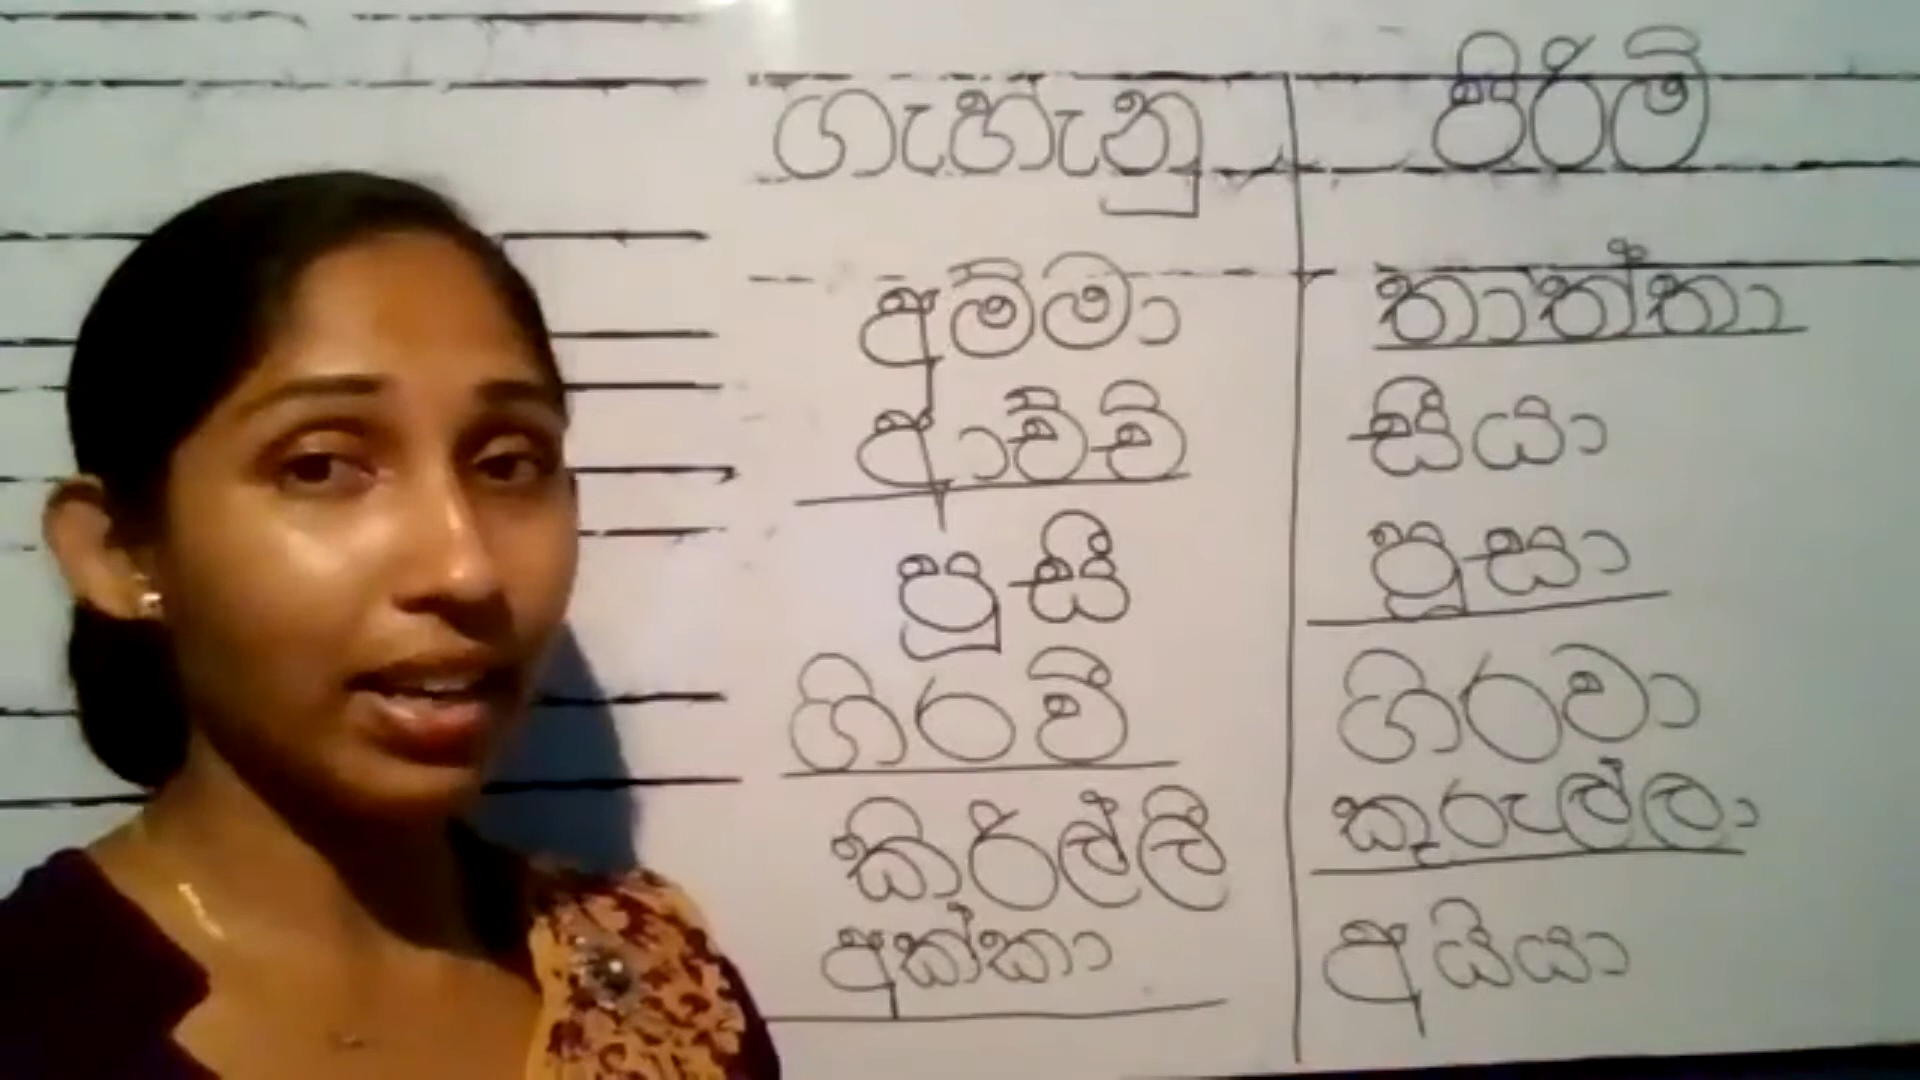 ගැහැනු පිරිමි
අම්මා තාත්තා
ආච්චි සීයා
පූසී පූසා
ගිරවී ගිරවා
කිරිල්ලී කුරුල්ලා
අක්කා අයියා